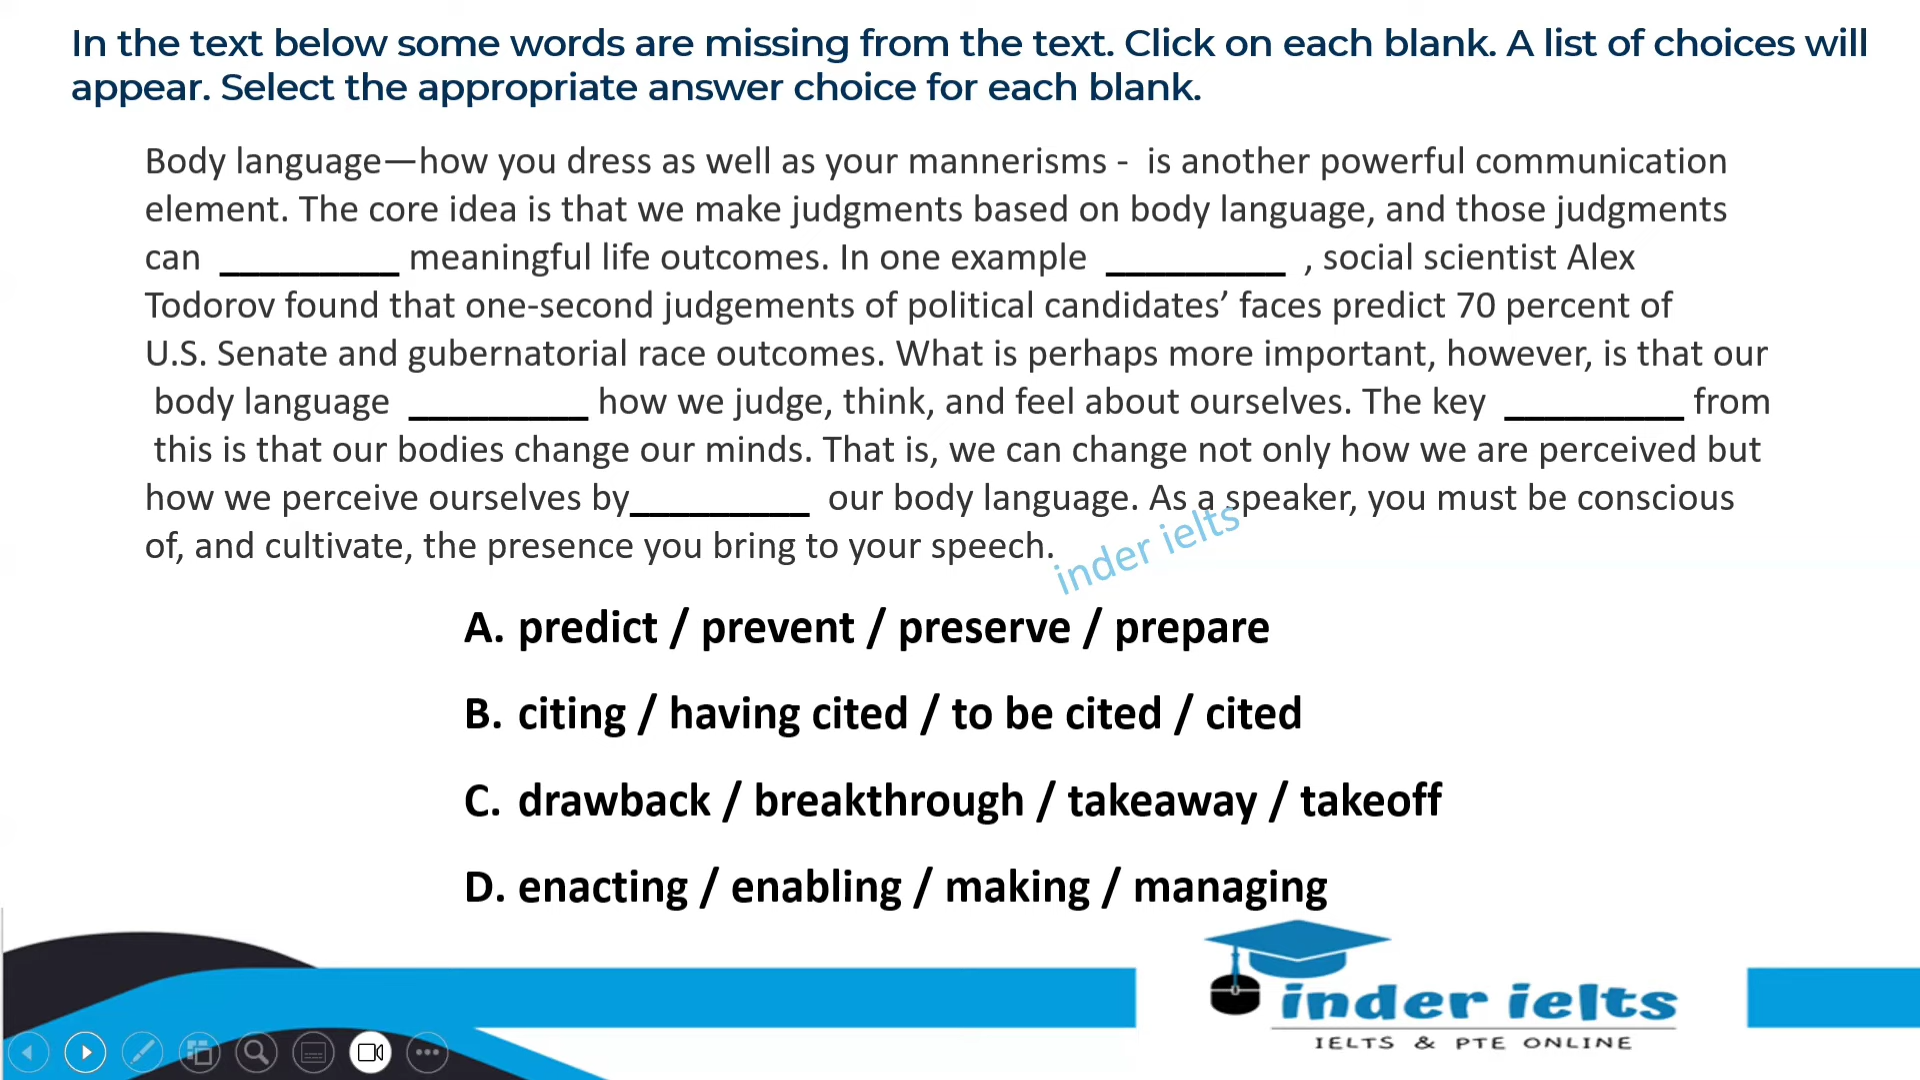 In the text below some words are missing from the text. Click on each blank. A list of choices will
appear. Select the appropriate answer choice for each blank.
Body language—how you dress as well as your mannerisms - is another powerful communication
element. The core idea is that we make judgments based on body language, and those judgments
can _________ meaningful life outcomes. In one example _________ , social scientist Alex
Todorov found that one-second judgements of political candidates’ faces predict 70 percent of
U.S. Senate and gubernatorial race outcomes. What is perhaps more important, however, is that our
body language _________ how we judge, think, and feel about ourselves. The key _________ from
this is that our bodies change our minds. That is, we can change not only how we are perceived but
how we perceive ourselves by_________ our body language. As a speaker, you must be conscious
of, and cultivate, the presence you bring to your speech.
inder ielts
A. predict / prevent / preserve / prepare
B. citing / having cited / to be cited / cited
C. drawback / breakthrough / takeaway / takeoff
D. enacting / enabling / making / managing
inder ielts
IELTS & PTE ONLINE